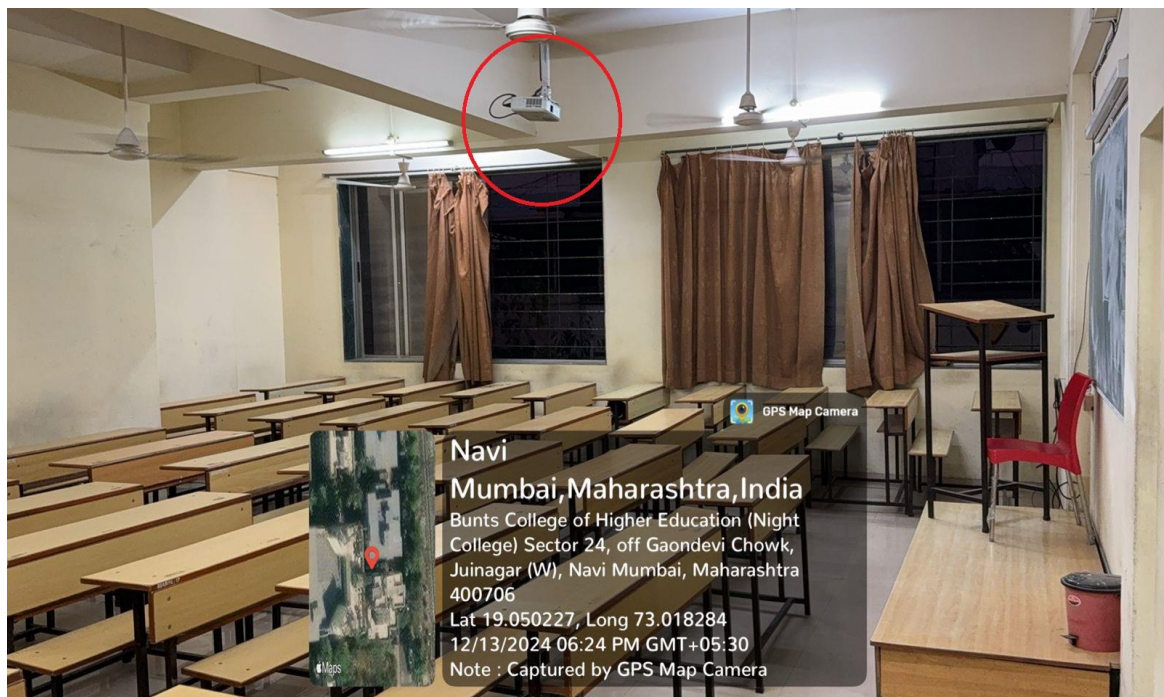 GPS Map Camera
Navi
Mumbai,Maharashtra,India
Bunts College of Higher Education (Night
College) Sector 24, off Gaondevi Chowk,
Juinagar (W), Navi Mumbai, Maharashtra
400706
Lat 19.050227, Long 73.018284
12/13/2024 06:24 PM GMT+05:30
Note : Captured by GPS Map Camera
Maps